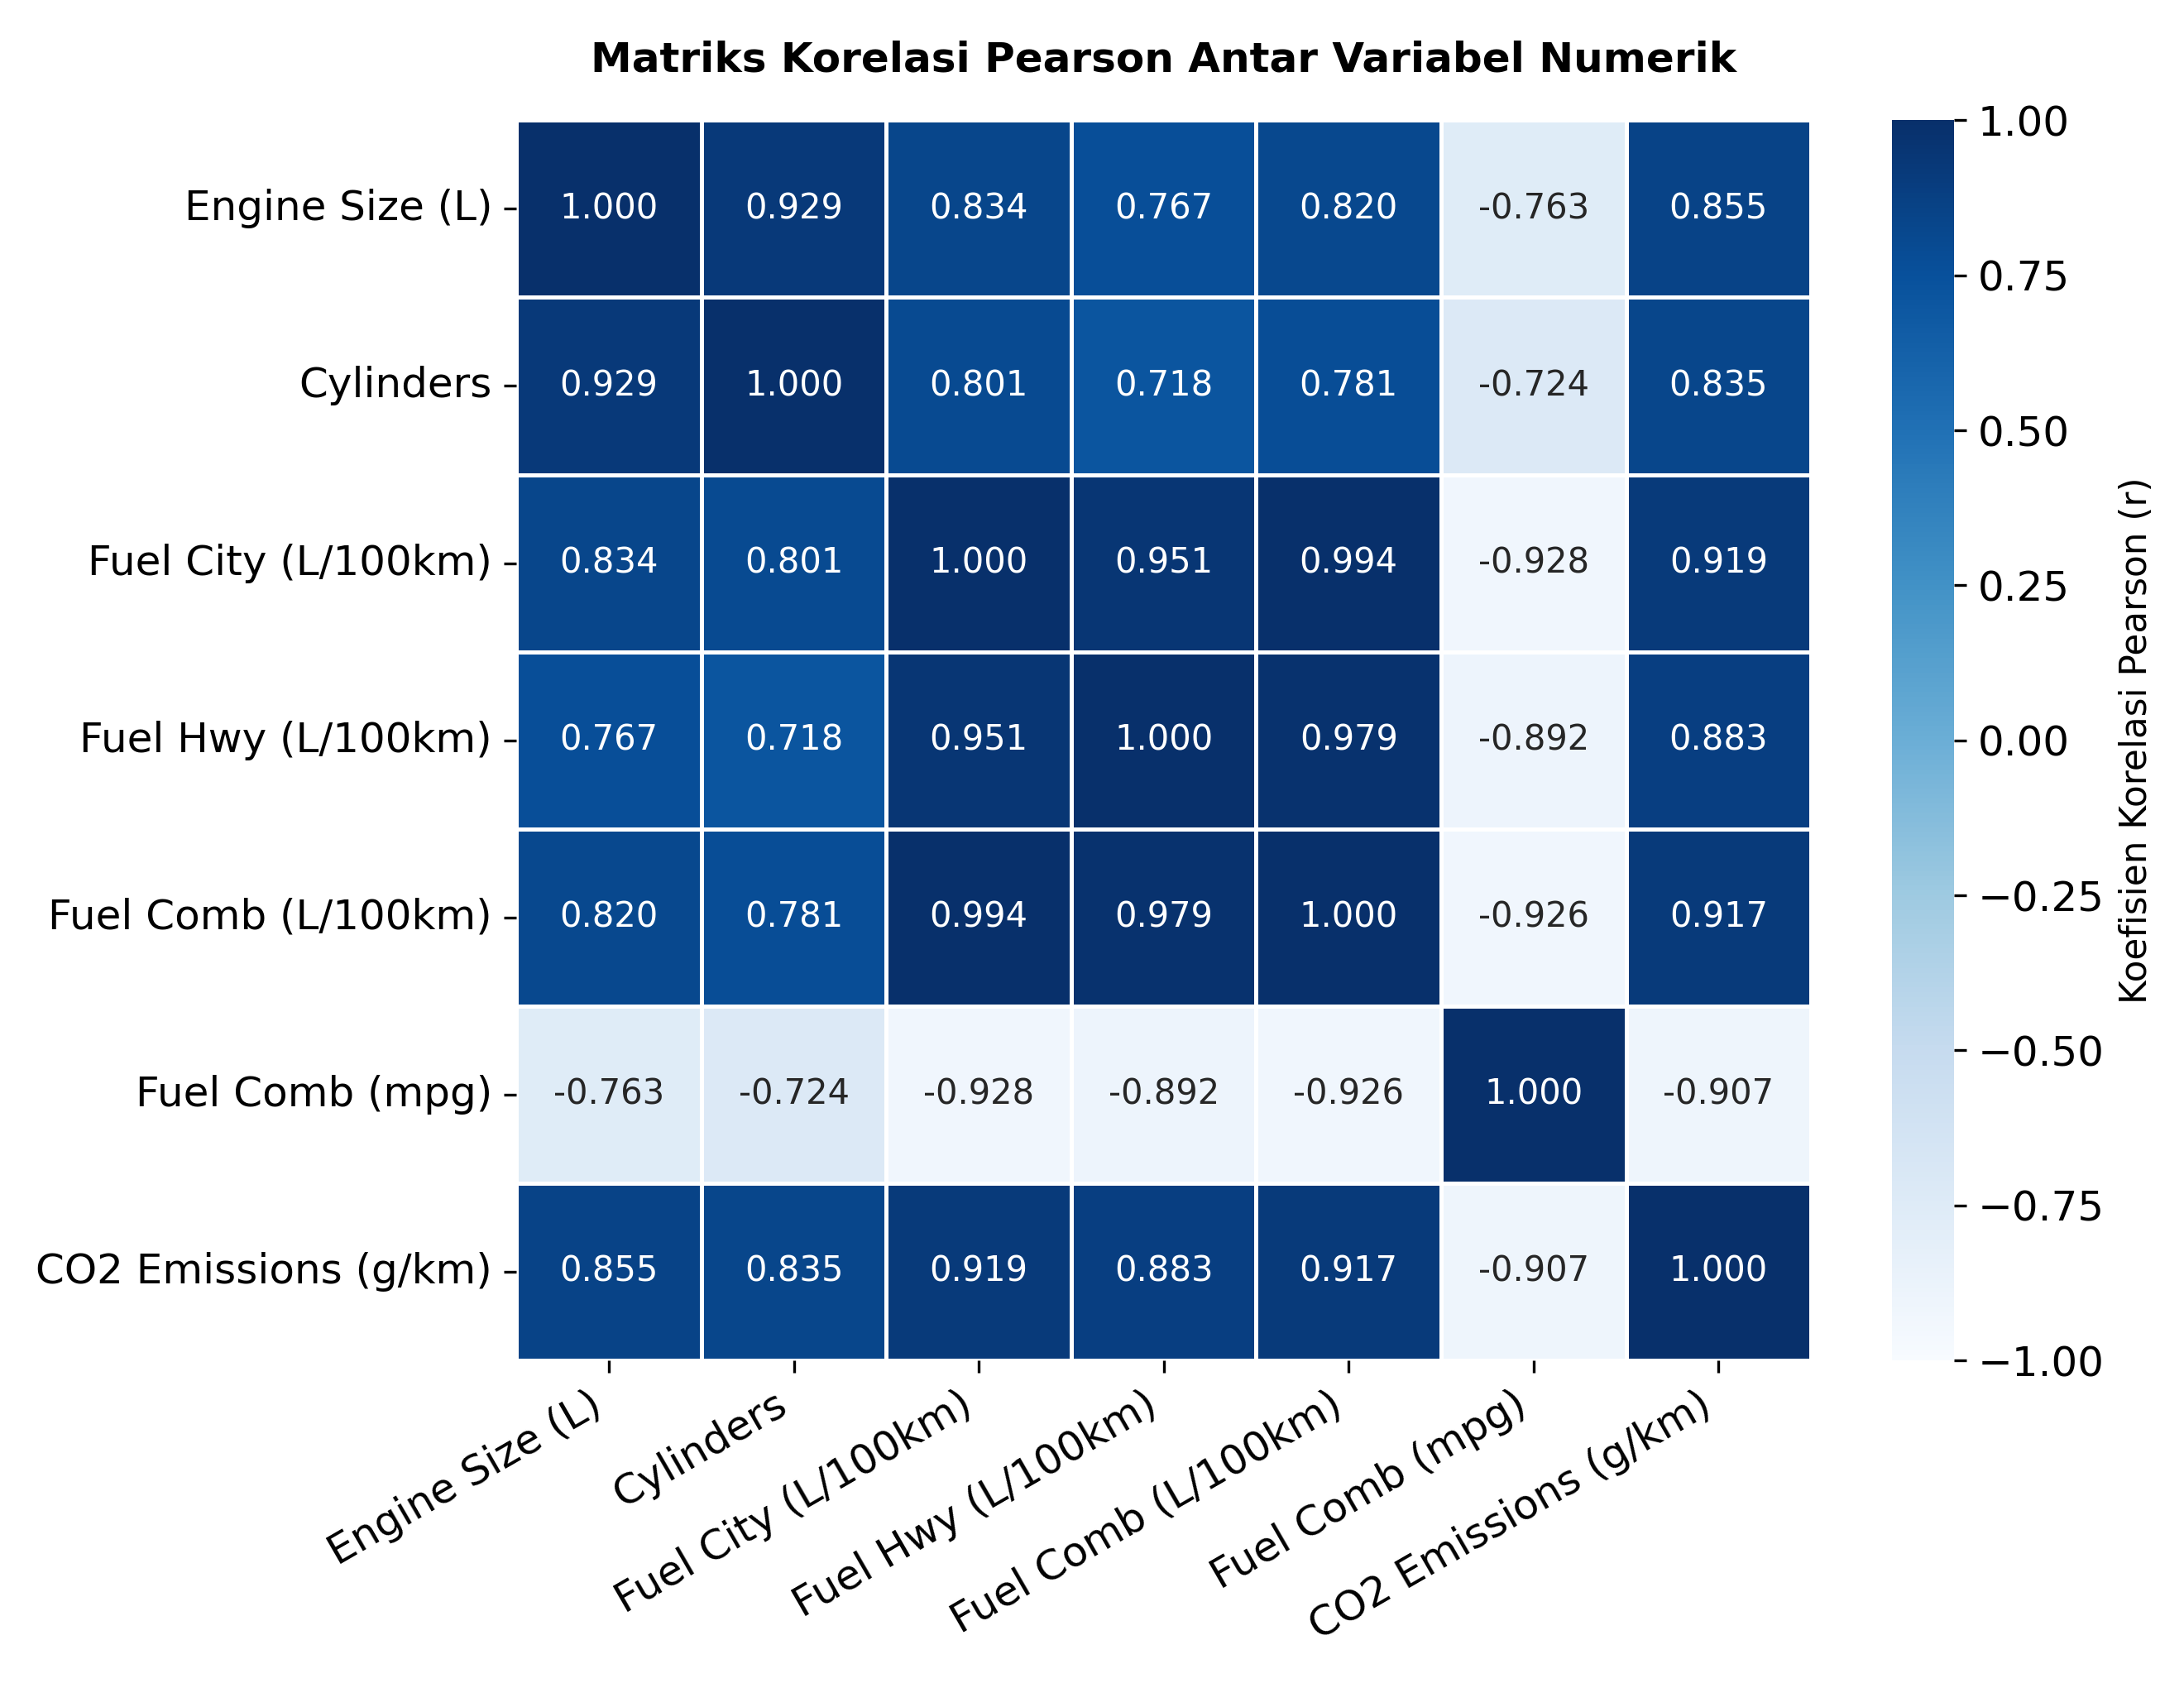 Matriks Korelasi Pearson Antar Variabel Numerik
Engine Size (L) 1.000 0.929 0.834 0.767 0.820 -0.763 0.855
Cylinders 0.929 1.000 0.801 0.718 0.781 -0.724 0.835
Fuel City (L/100km) 0.834 0.801 1.000 0.951 0.994 -0.928 0.919
Fuel Hwy (L/100km) 0.767 0.718 0.951 1.000 0.979 -0.892 0.883
Fuel Comb (L/100km) 0.820 0.781 0.994 0.979 1.000 -0.926 0.917
Fuel Comb (mpg) -0.763 -0.724 -0.928 -0.892 -0.926 1.000 -0.907
CO2 Emissions (g/km) 0.855 0.835 0.919 0.883 0.917 -0.907 1.000
Engine Size (L)
Cylinders
Fuel City (L/100km)
Fuel Hwy (L/100km)
Fuel Comb (L/100km)
Fuel Comb (mpg)
CO2 Emissions (g/km)
1.00
0.75
0.50
0.25
0.00
−0.25
−0.50
−0.75
−1.00
Koefisien Korelasi Pearson (r)